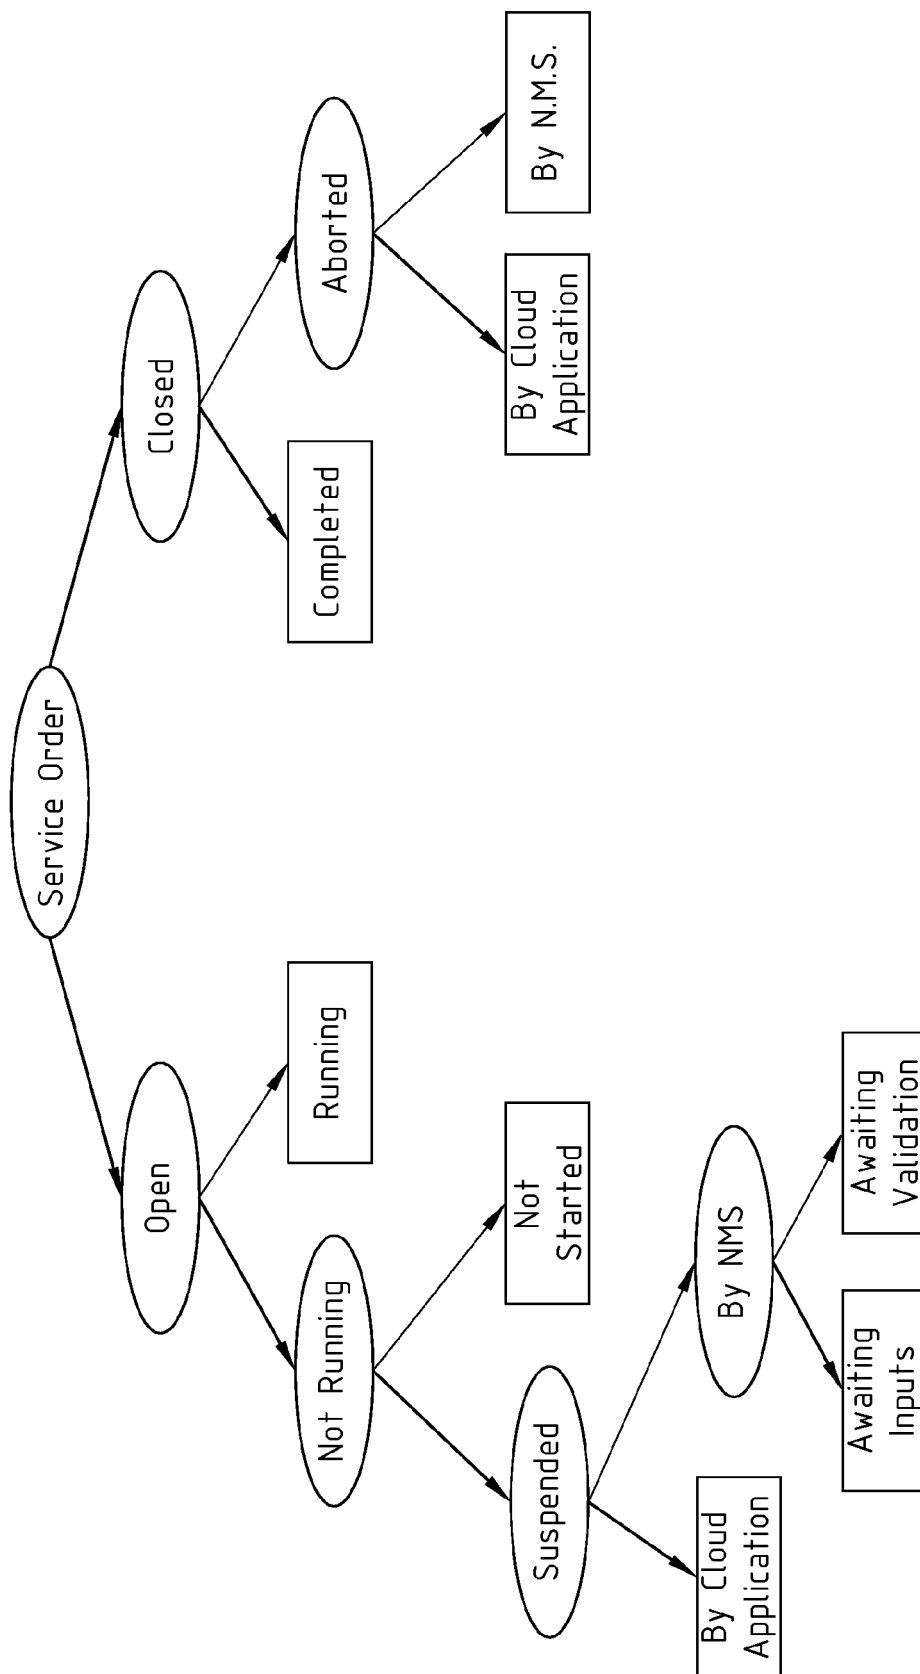 Service Order
Open
Closed
Not Running
Running
Completed
Aborted
Suspended
Not
Started
By Cloud
Application
By N.M.S.
By Cloud
Application
By NMS
Awaiting
Inputs
Awaiting
Validation